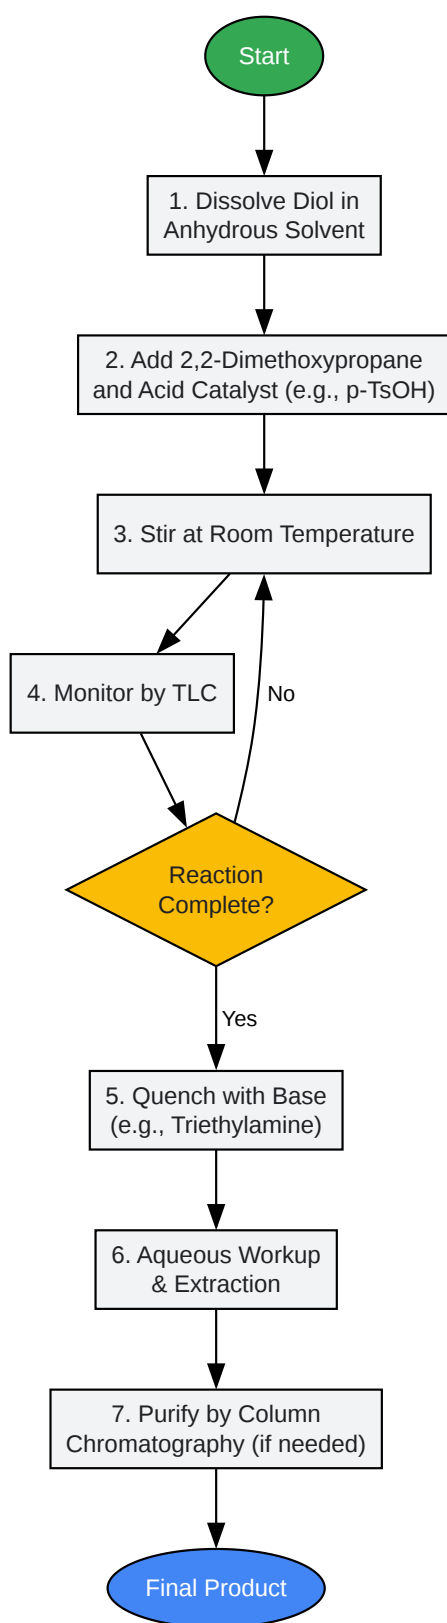 Start
1. Dissolve Diol in
Anhydrous Solvent
2. Add 2,2-Dimethoxypropane
and Acid Catalyst (e.g., p-TsOH)
3. Stir at Room Temperature
4. Monitor by TLC
No
Reaction
Complete?
Yes
5. Quench with Base
(e.g., Triethylamine)
6. Aqueous Workup
& Extraction
7. Purify by Column
Chromatography (if needed)
Final Product